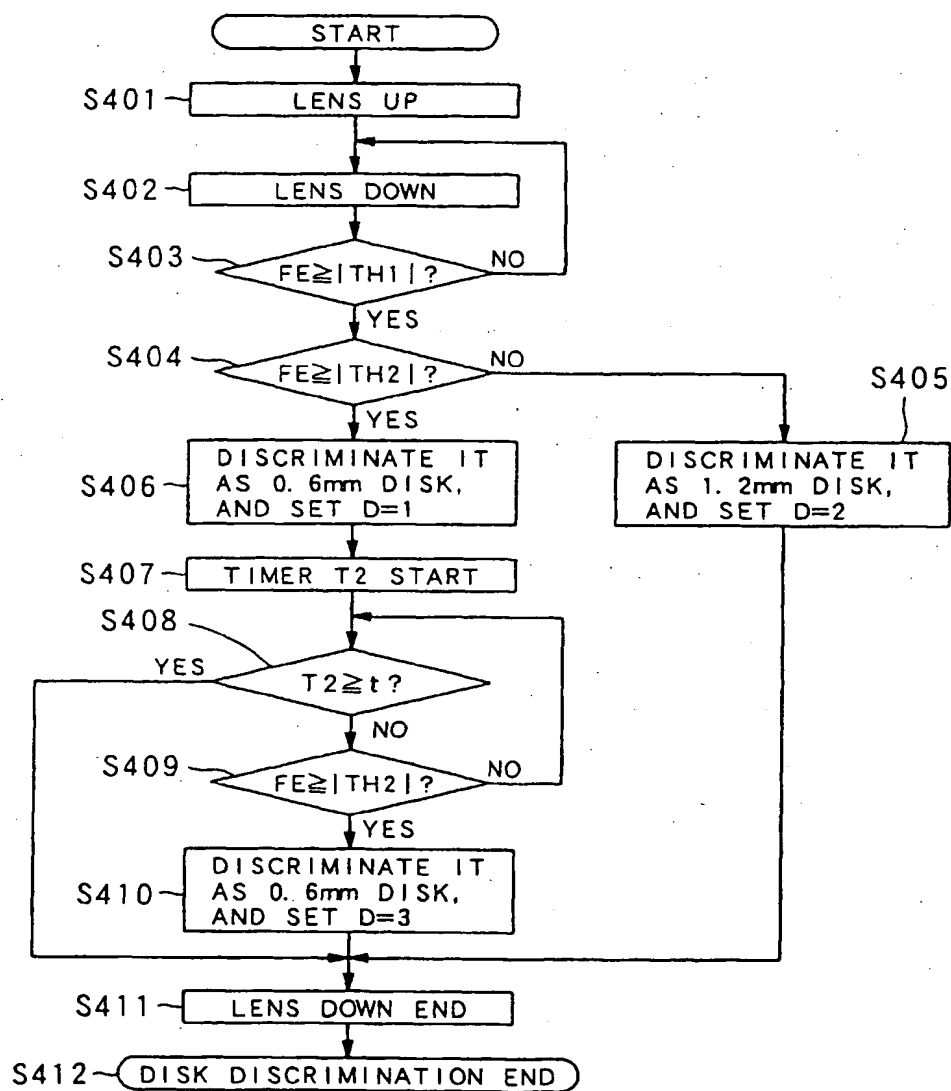 START
S401
LENS UP
S402
LENS DOWN
S403
FE≧|TH1|?
NO
YES
S404
FE≧|TH2|?
NO
YES
S405
DISCRIMINATE IT
AS 1. 2mm DISK,
AND SET D=2
S406
DISCRIMINATE IT
AS 0. 6mm DISK,
AND SET D=1
S407
TIMER T2 START
S408
YES
T2≧t?
NO
S409
FE≧|TH2|?
NO
YES
S410
DISCRIMINATE IT
AS 0. 6mm DISK,
AND SET D=3
S411
LENS DOWN END
S412
DISK DISCRIMINATION END